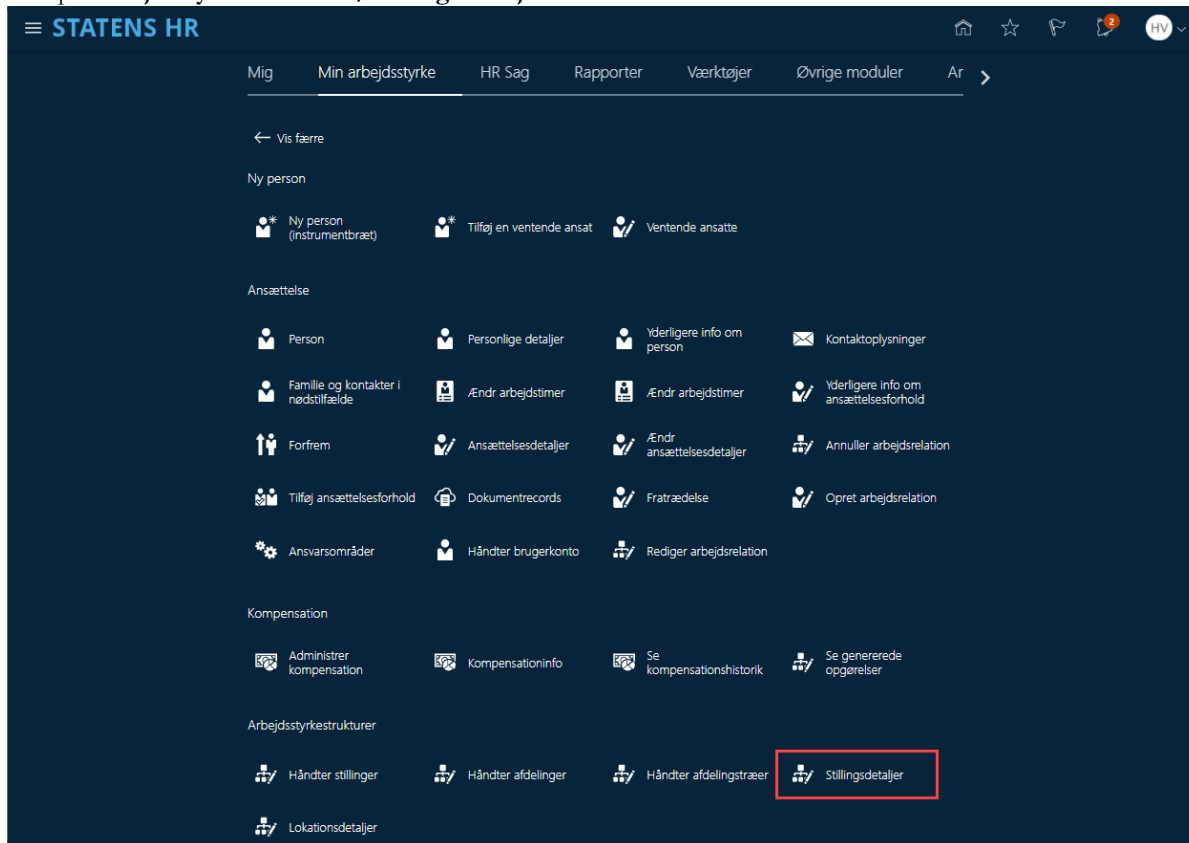 STATENS HR
2
HV
Mig Min arbejdsstyrke HR Sag Rapporter Værktøjer Øvrige moduler Ar
Vis færre
Ny person
Ny person
(instrumentbræt)
Tilføj en ventende ansat
Ventende ansatte
Ansættelse
Person
Personlige detaljer
Yderligere info om
person
Kontaktoplysninger
Familie og kontakter i
nødstilfælde
Ændr arbejdstimer
Ændr arbejdstimer
Yderligere info om
ansættelsesforhold
Forfrem
Ansættelsesdetaljer
Ændr
ansættelsesdetaljer
Annuller arbejdsrelation
Tilføj ansættelsesforhold
Dokumentrecords
Fratrædelse
Opret arbejdsrelation
Ansvarsområder
Håndter brugerkonto
Rediger arbejdsrelation
Kompensation
Administrer
kompensation
Kompensationinfo
Se
kompensationshistorik
Se genererede
opgørelser
Arbejdsstyrkestrukturer
Håndter stillinger
Håndter afdelinger
Håndter afdelingstræer
Stillingsdetaljer
Lokationsdetaljer